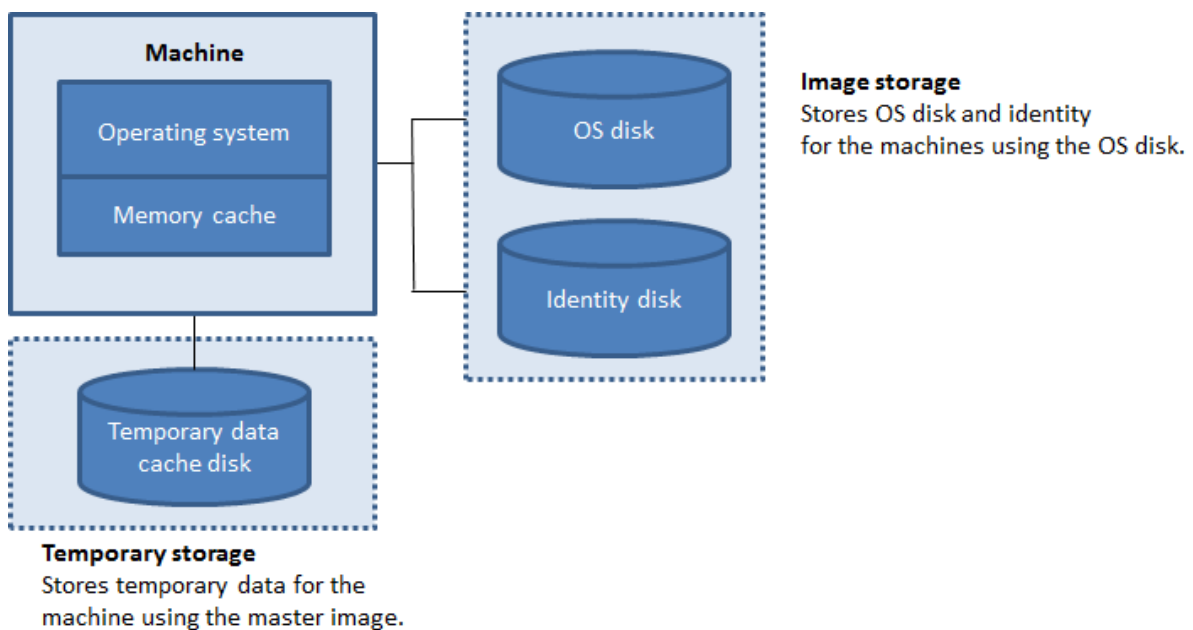 Machine
Operating system
Memory cache
OS disk
Identity disk
Image storage
Stores OS disk and identity
for the machines using the OS disk.
Temporary data
cache disk
Temporary storage
Stores temporary data for the
machine using the master image.